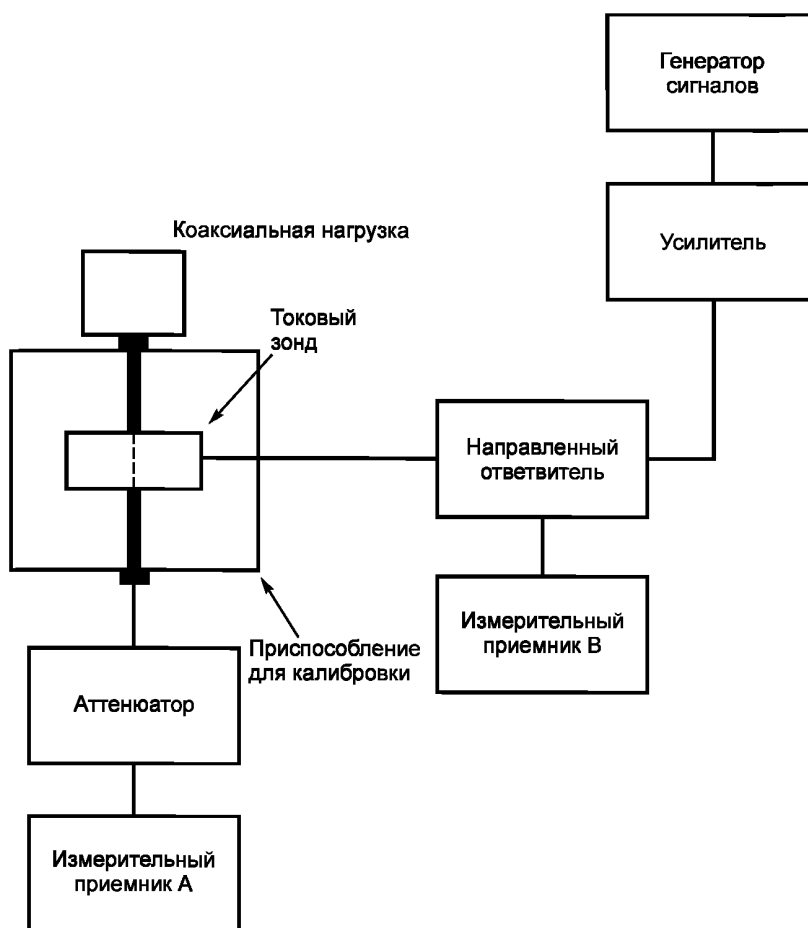 Генератор
сигналов
Усилитель
Коаксиальная нагрузка
Токовый
зонд
Направленный
ответвитель
Измерительный
приемник В
Приспособление
для калибровки
Аттенюатор
Измерительный
приемник А